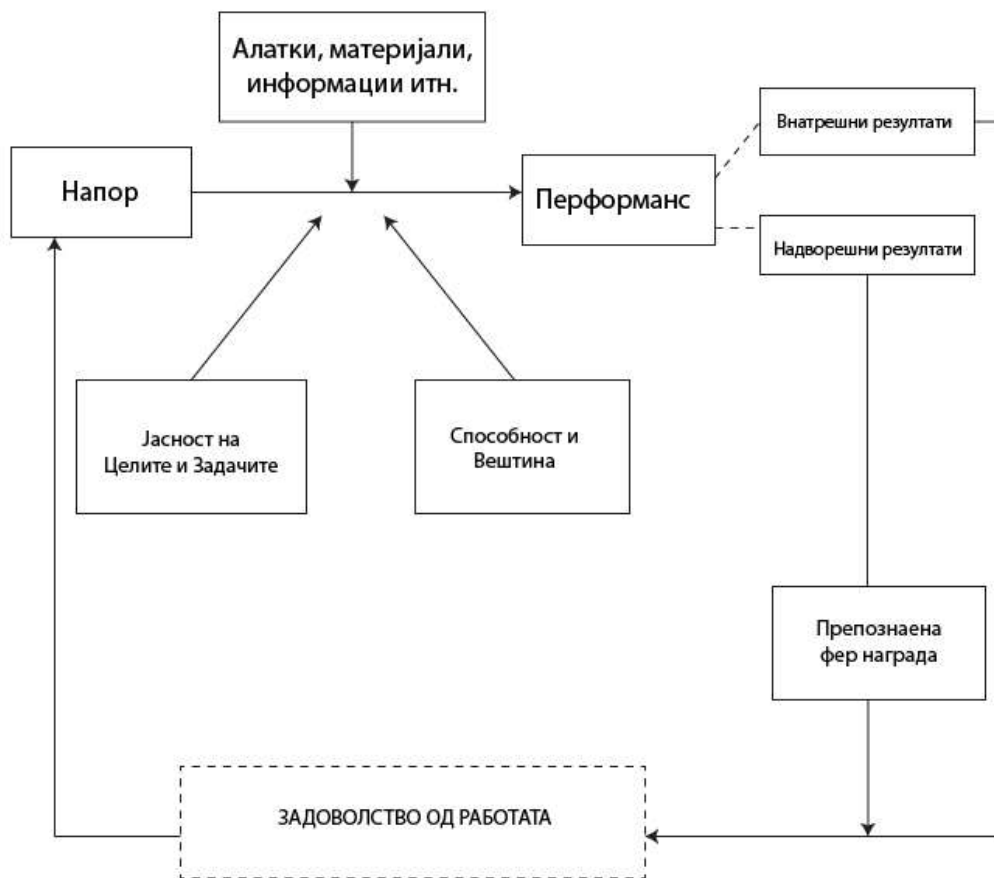 Алатки, материјали,
информации итн.
Внатрешни резултати
Напор
Перформанс
Надворешни резултати
Јасност на
Целите и Задачите
Способност и
Вештина
Препознаена
фер награда
ЗАДОВОЛСТВО ОД РАБОТАТА